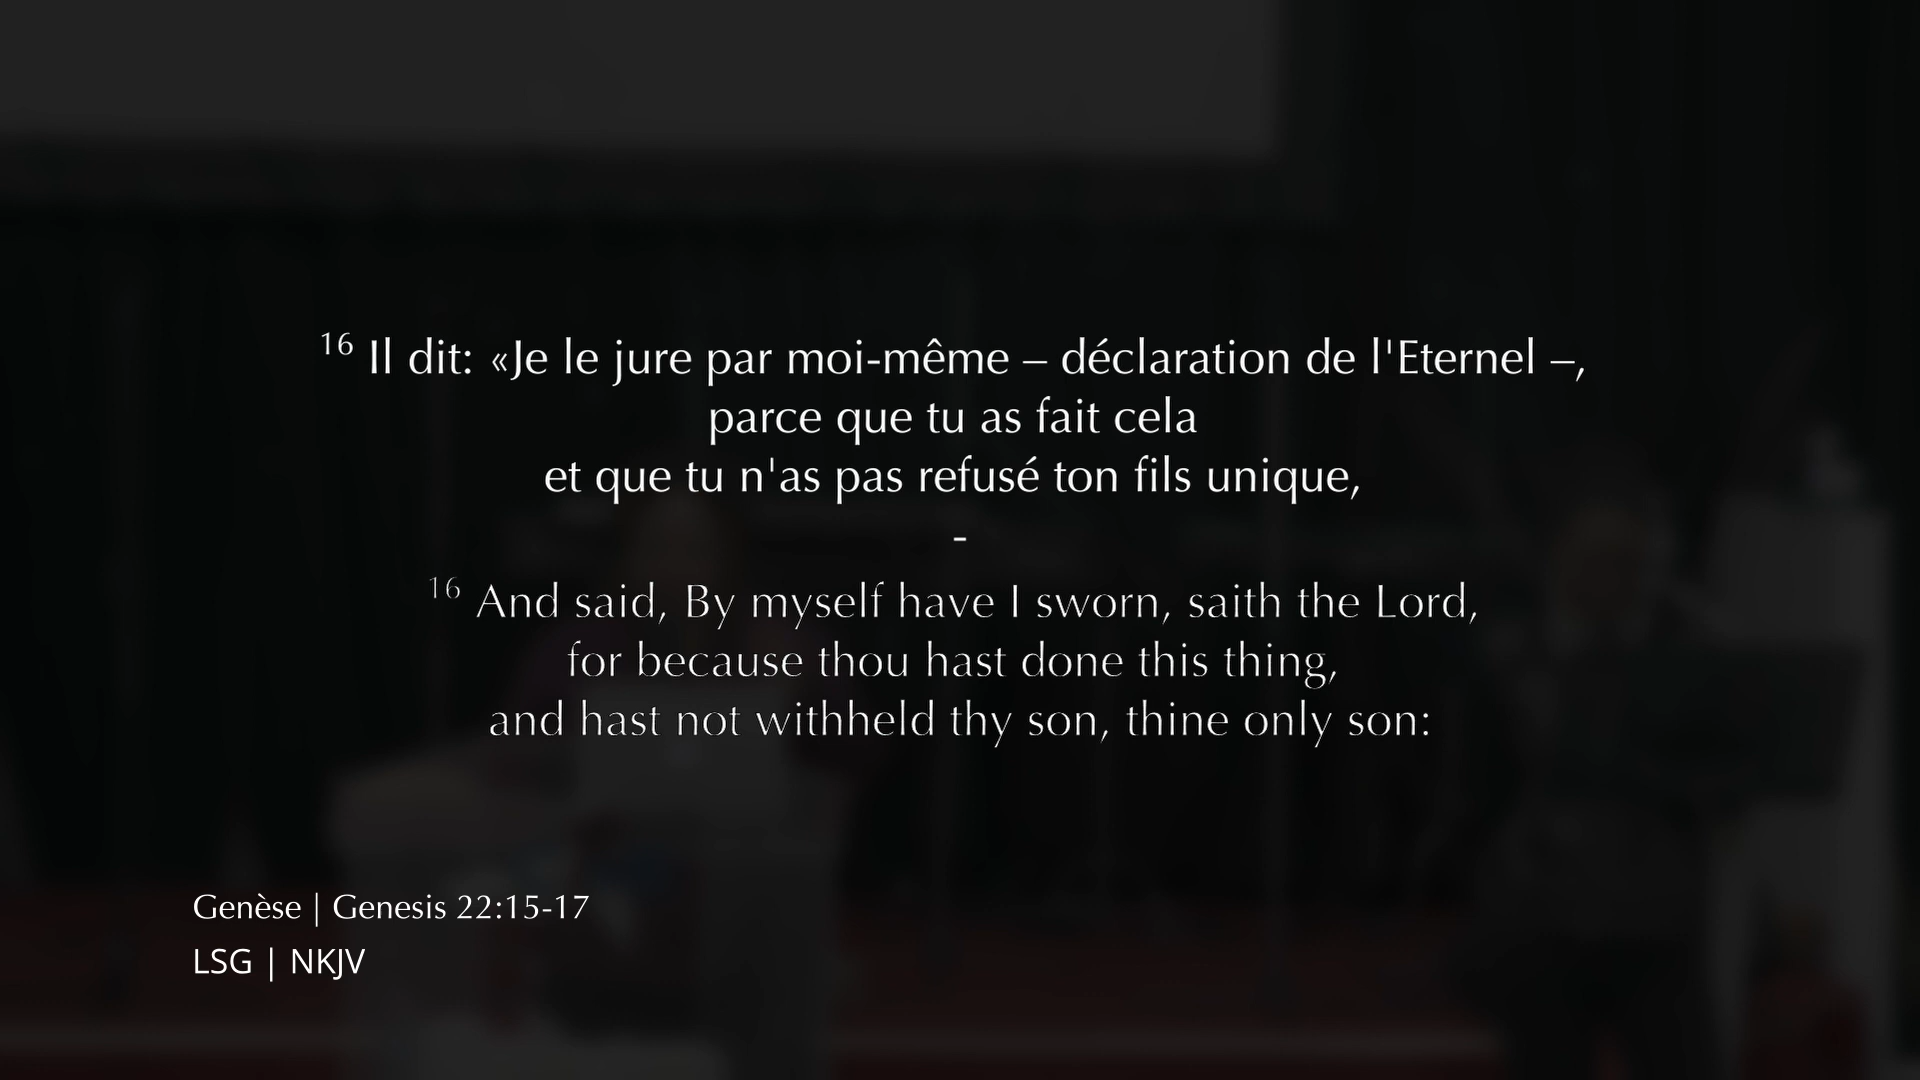 16 Il dit: «Je le jure par moi-même – déclaration de l'Eternel –,
parce que tu as fait cela
et que tu n'as pas refusé ton fils unique,
-
16 And said, By myself have I sworn, saith the Lord,
for because thou hast done this thing,
and hast not withheld thy son, thine only son:
Genèse | Genesis 22:15-17
LSG | NKJV